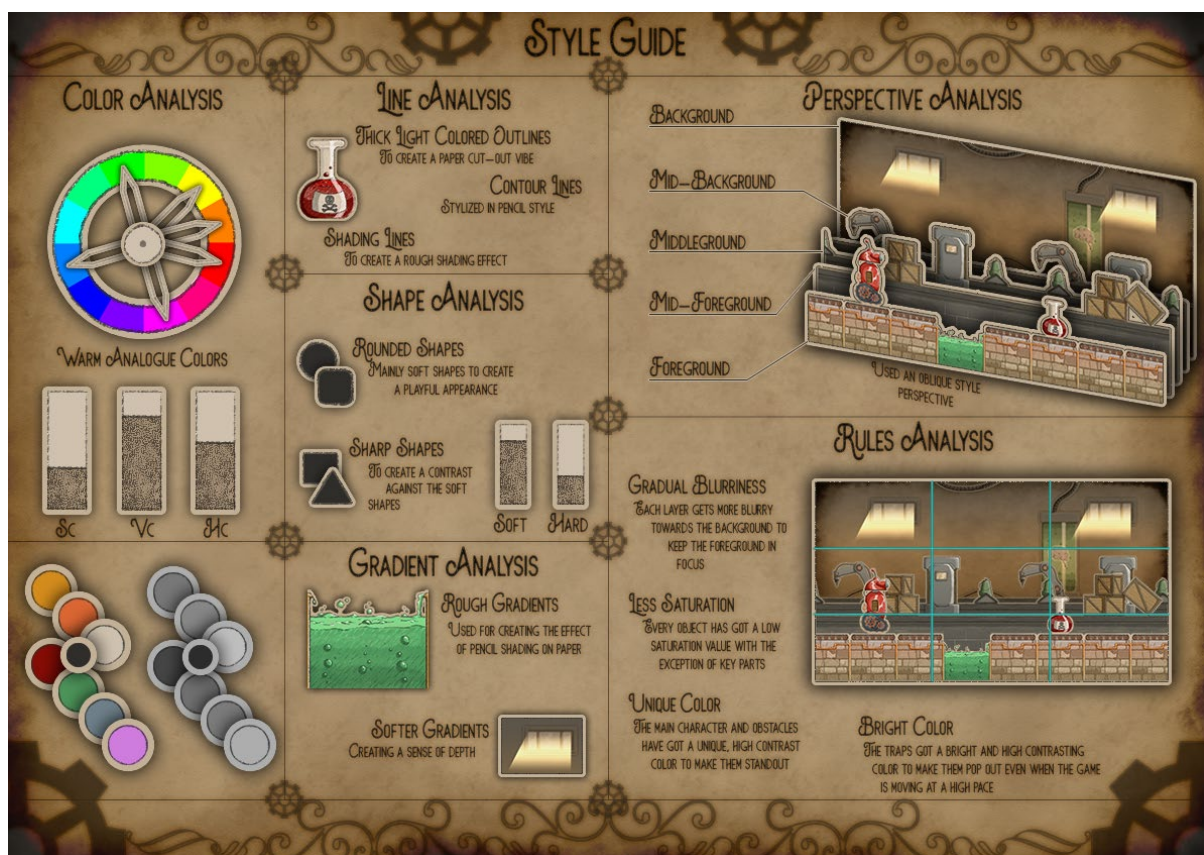 Style Guide
Color Analysis
Warm Analogue Colors
Sc
Vc
Hc
Line Analysis
Thick Light Colored Outlines
To create a paper cut-out vibe
Contour Lines
Stylized in pencil style
Shading Lines
To create a rough shading effect
Shape Analysis
Rounded Shapes
Mainly soft shapes to create
a playful appearance
Sharp Shapes
To create a contrast
against the soft
shapes
Soft
Hard
Gradient Analysis
Rough Gradients
Used for creating the effect
of pencil shading on paper
Softer Gradients
Creating a sense of depth
Perspective Analysis
Background
Mid-Background
Middleground
Mid-Foreground
Foreground
Used an oblique style
perspective
Rules Analysis
Gradual Blurriness
Each layer gets more blurry
towards the background to
keep the foreground in
focus
Less Saturation
Every object has got a low
saturation value with the
exception of key parts
Unique Color
The main character and obstacles
have got a unique, high contrast
color to make them standout
Bright Color
The traps got a bright and high contrasting
color to make them pop out even when the game
is moving at a high pace